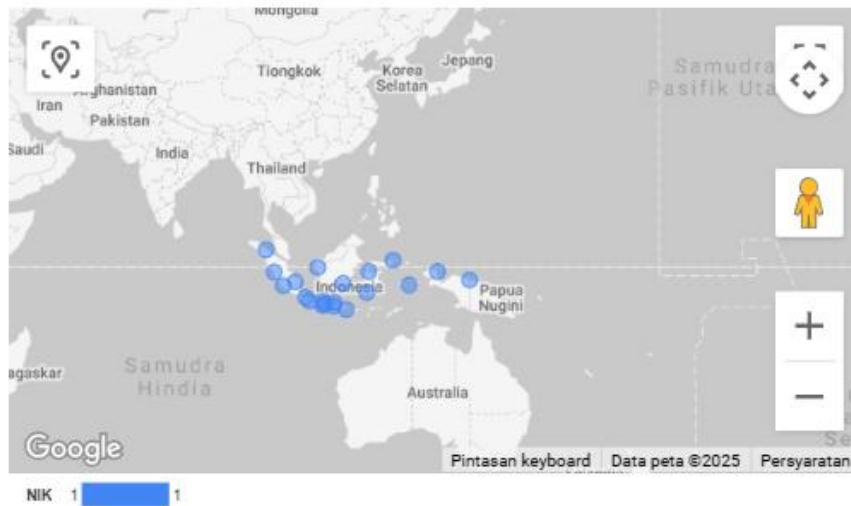 Mongolia
Jepang
Korea
Selatan
Tiongkok
Samudra
Pasifik Uta
Afghanistan
Iran
Pakistan
Saudi
India
Thailand
Indonesia
Papua
Nugini
Samudra
Hindia
agaskar
Australia
Google
Pintasan keyboard
Data peta ©2025
Persyaratan
NIK 1 1